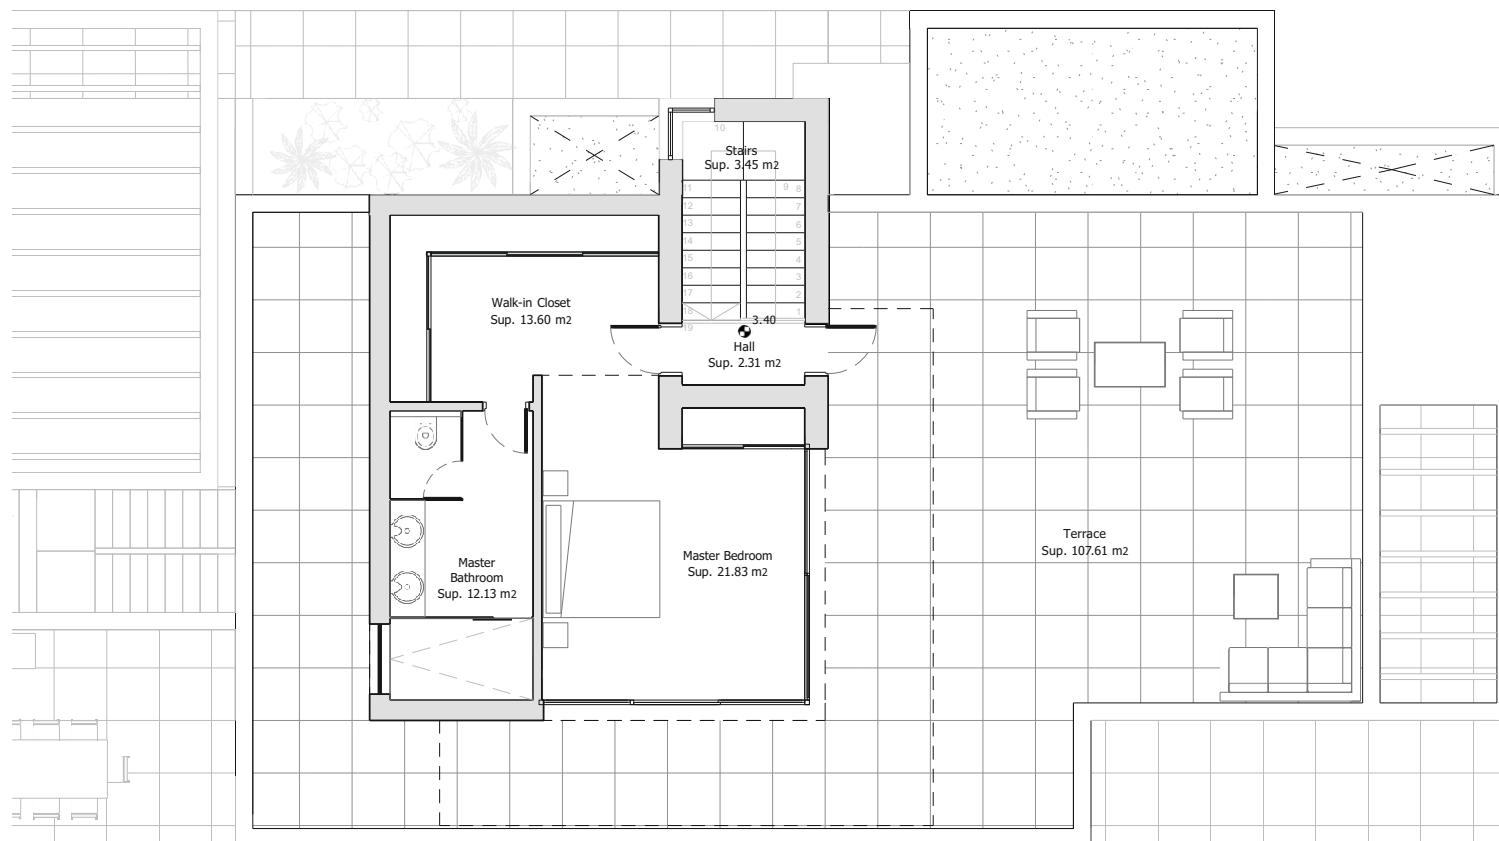 10
Stairs
Sup. 3.45 m2
11
9
8
12
7
13
6
14
5
15
4
16
3
17
2
18
1
19
3.40
Hall
Sup. 2.31 m2
Walk-in Closet
Sup. 13.60 m2
Terrace
Sup. 107.61 m2
Master Bedroom
Sup. 21.83 m2
Master
Bathroom
Sup. 12.13 m2